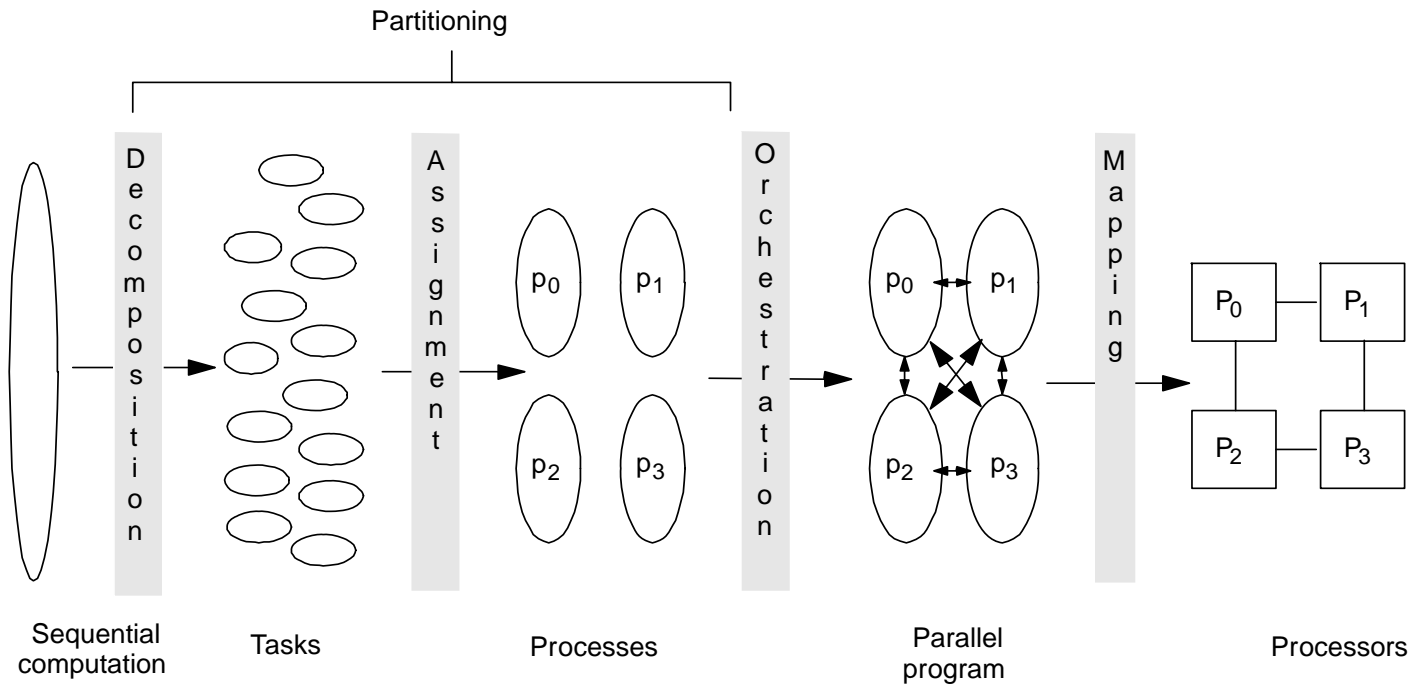 Partitioning
Decomposition
Assignment
Orchestration
Mapping
p0
p1
p2
p3
p0
p1
p2
p3
P0
P1
P2
P3
Sequential
computation
Tasks
Processes
Parallel
program
Processors